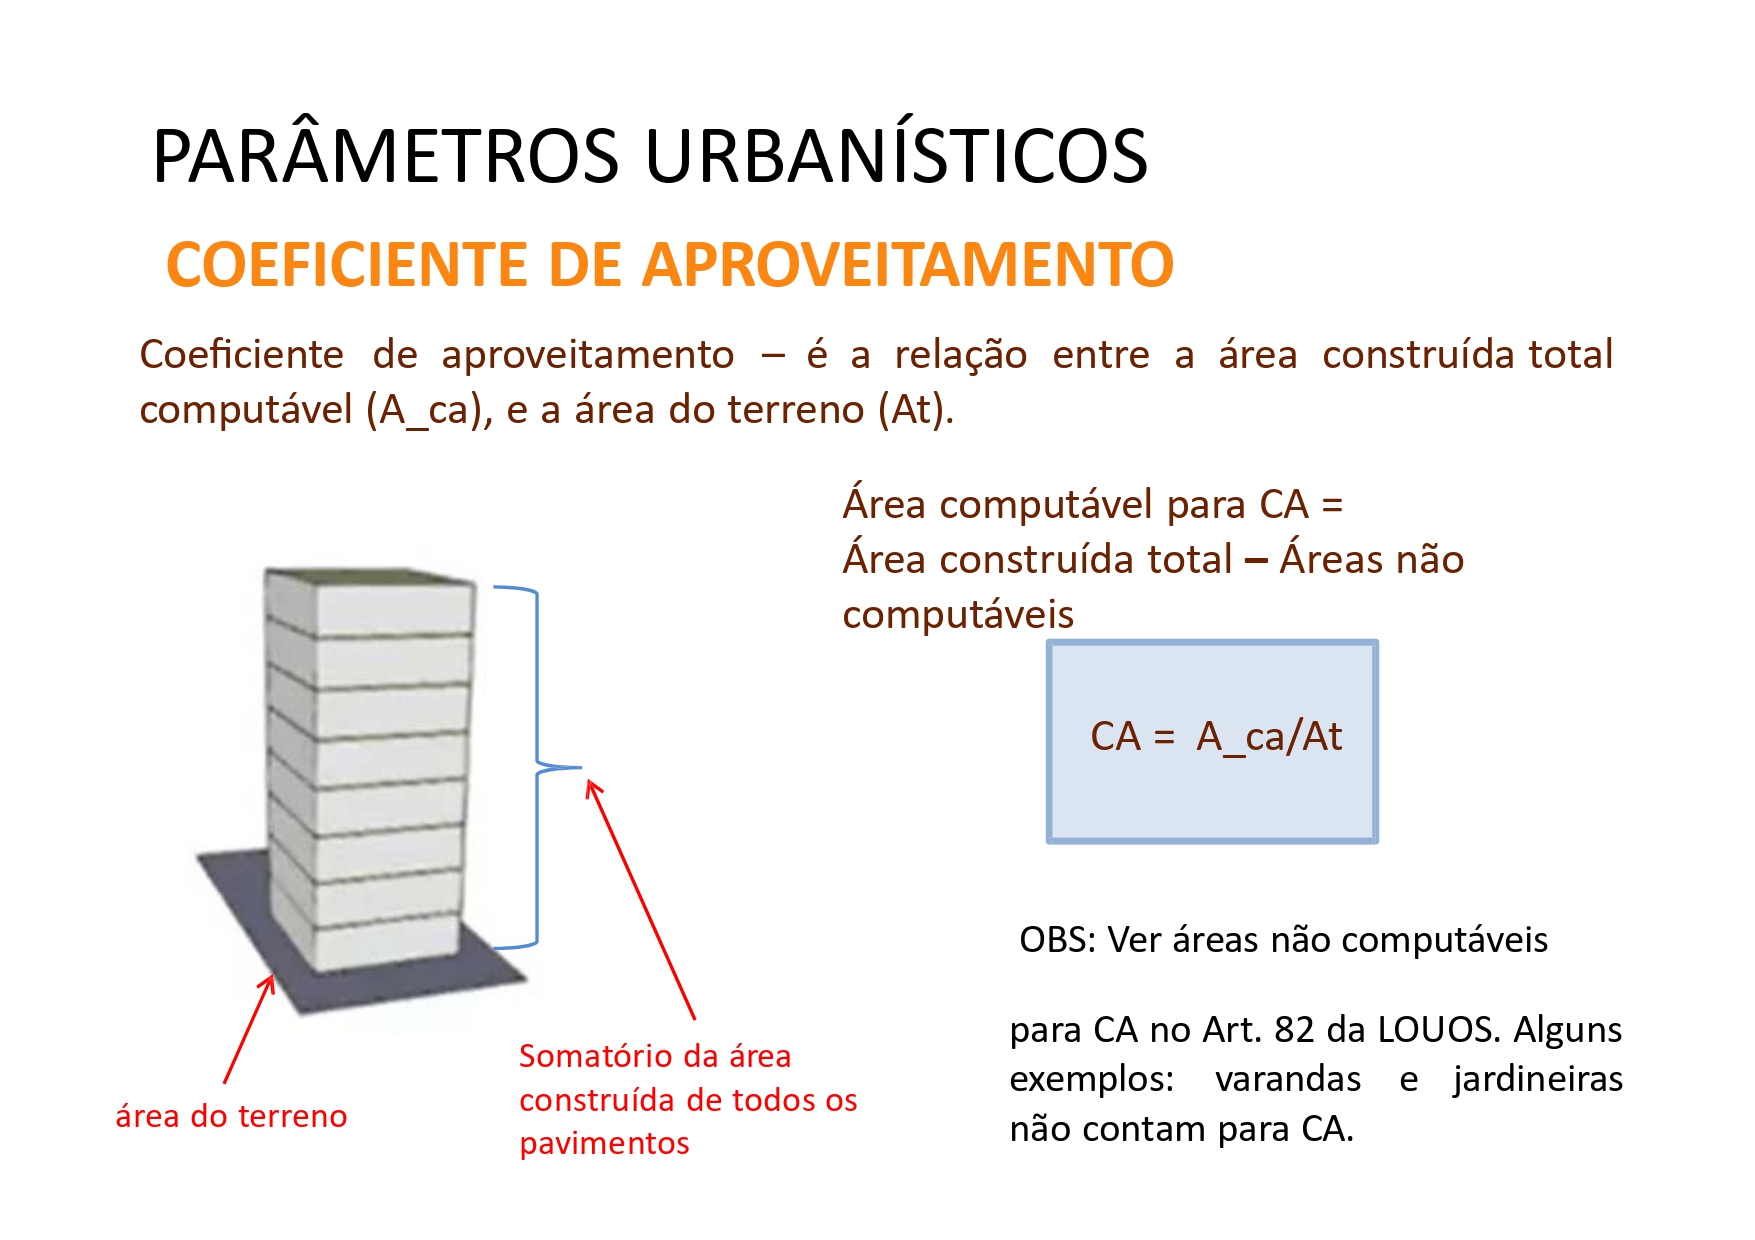 PARÂMETROS URBANÍSTICOS
COEFICIENTE DE APROVEITAMENTO
Coeficiente de aproveitamento – é a relação entre a área construída total
computável (A_ca), e a área do terreno (At).
Área computável para CA =
Área construída total – Áreas não
computáveis
CA = A_ca/At
OBS: Ver áreas não computáveis
para CA no Art. 82 da LOUOS. Alguns
exemplos: varandas e jardineiras
não contam para CA.
Somatório da área
construída de todos os
pavimentos
área do terreno